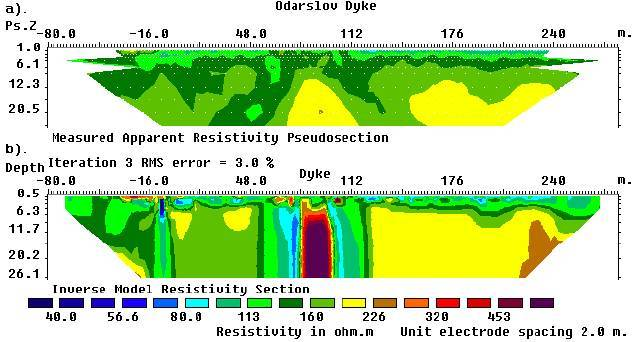 a).
Odarslov Dyke
Ps.Z
-80.0 -16.0 48.0 112 176 240 m.
1.0
6.1
12.3
20.5
Measured Apparent Resistivity Pseudosection
b).
Depth Iteration 3 RMS error = 3.0 %
Dyke
-80.0 -16.0 48.0 112 176 240 m.
0.5
6.3
11.7
20.2
26.1
Inverse Model Resistivity Section
40.0 56.6 80.0 113 160 226 320 453
Resistivity in ohm.m Unit electrode spacing 2.0 m.